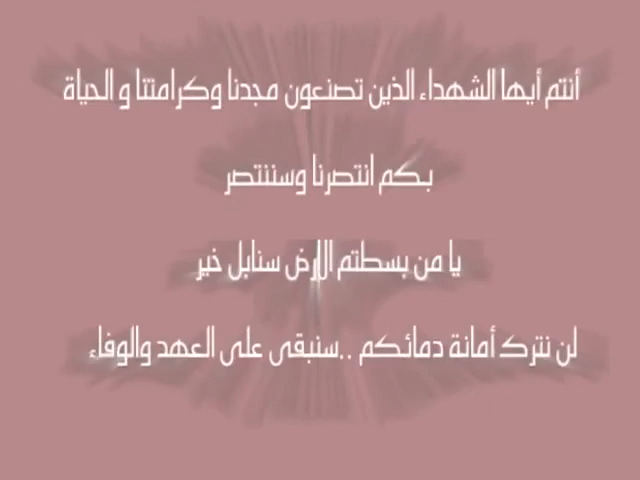 أنتم أيها الشهداء الذين تصنعون مجدنا وكرامتنا و الحياة
بكم انتصرنا وسننتصر
يا من بسطتم الارض سنابل خير
لن نترك أمانة دمائكم ..سنبقى على العهد والوفاء